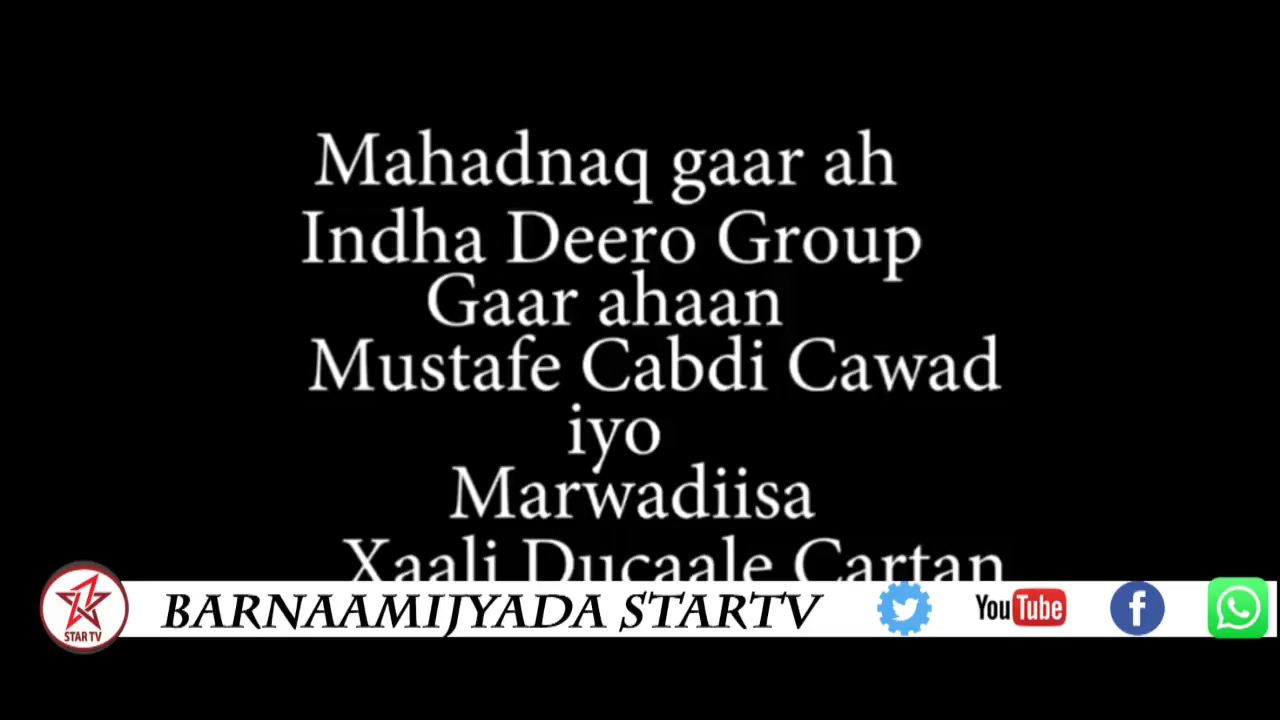 Mahadnaq gaar ah
Indha Deero Group
Gaar ahaan
Mustafe Cabdi Cawad
iyo
Marwadiisa
Xaali Ducaale Cartan
STAR TV
BARNAAMIJYADA STARTV
YouTube